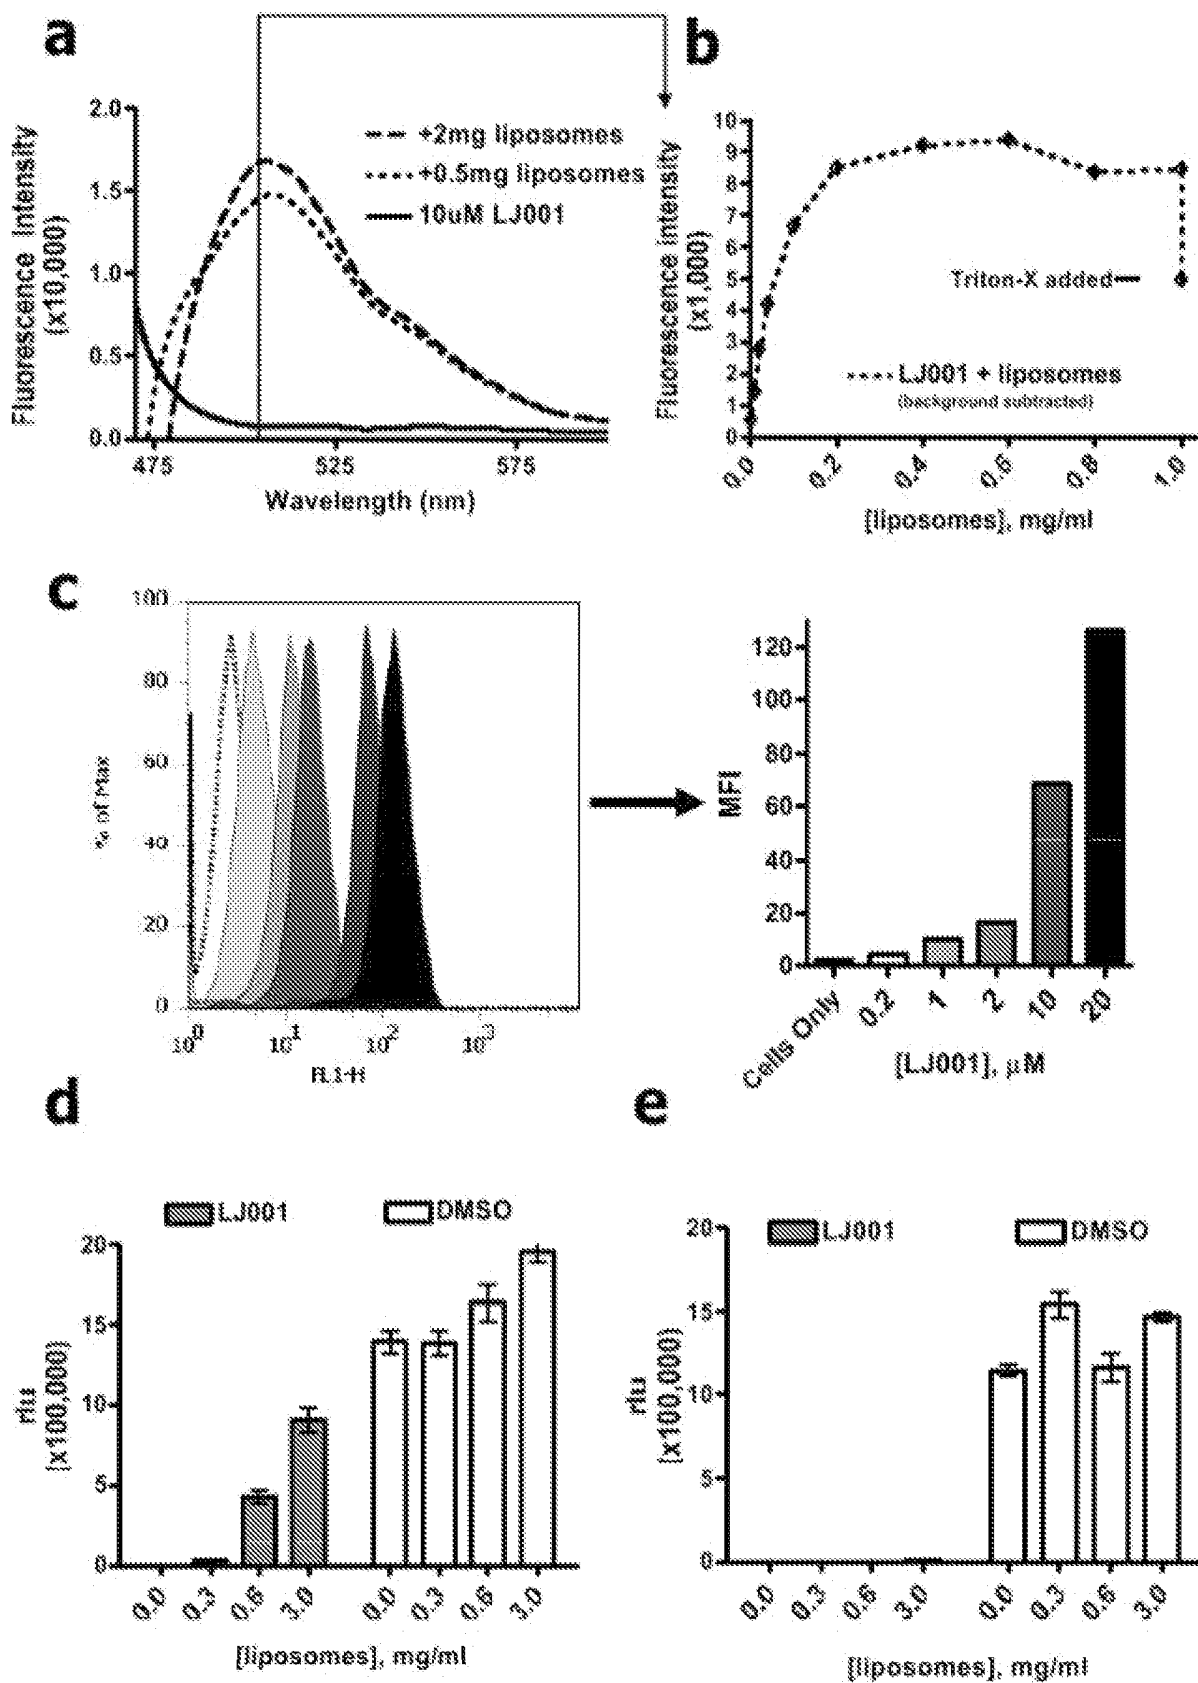 a
Fluorescence Intensity
(x10,000)
2.0
1.5
1.0
0.5
0.0
475
525
575
Wavelength (nm)
+2mg liposomes
+0.5mg liposomes
10uM LJ001
b
Fluorescence intensity
(x1,000)
10
9
8
7
6
5
4
3
2
1
0
0.0
0.2
0.4
0.6
0.8
1.0
[liposomes], mg/ml
Triton-X added
LJ001 + liposomes
(background subtracted)
c
% of Max
100
80
60
40
20
0
10^0
10^1
10^2
10^3
FL1-H
MFI
120
100
80
60
40
20
0
Cells Only
0.2
1
2
10
20
[LJ001], μM
d
LJ001
DMSO
rlu
(x100,000)
20
15
10
5
0
0.0
0.3
0.6
3.0
0.0
0.3
0.6
3.0
[liposomes], mg/ml
e
LJ001
DMSO
rlu
(x100,000)
20
15
10
5
0
0.0
0.3
0.6
3.0
0.0
0.3
0.6
3.0
[liposomes], mg/ml